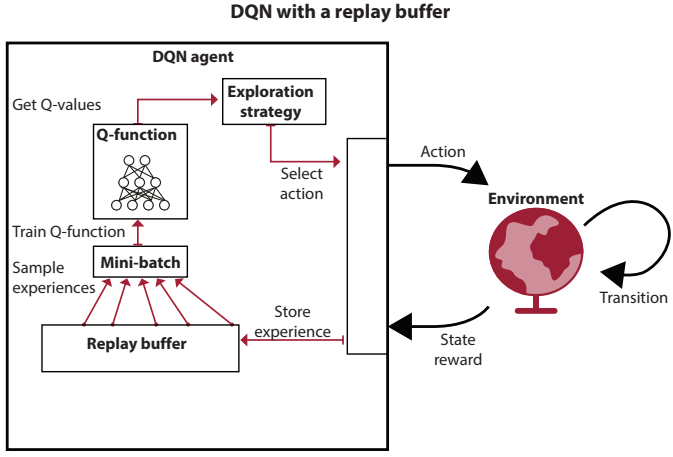 DQN with a replay buffer
DQN agent
Get Q-values
Exploration
strategy
Q-function
Select
action
Action
Environment
Transition
Train Q-function
Mini-batch
Sample
experiences
Store
experience
State
reward
Replay buffer